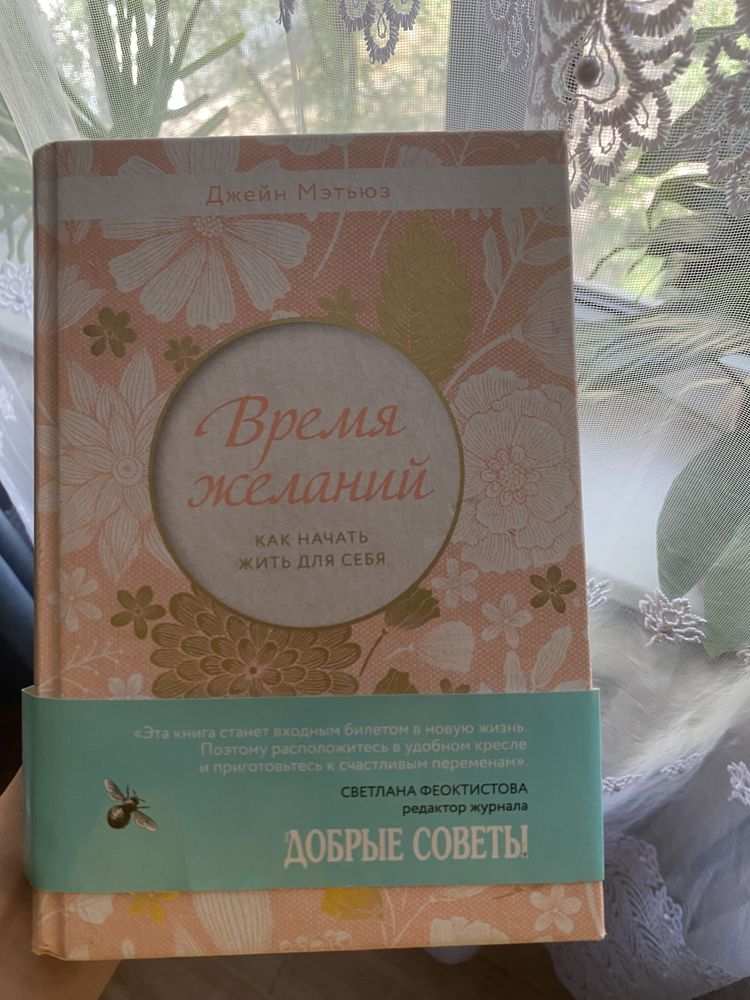 Джейн Мэтьюз
Время
желаний
КАК НАЧАТЬ
ЖИТЬ ДЛЯ СЕБЯ
«Эта книга станет входным билетом в новую жизнь.
Поэтому расположитесь в удобном кресле
и приготовьтесь к счастливым переменам».
СВЕТЛАНА ФЕОКТИСТОВА
редактор журнала
ДОБРЫЕ СОВЕТЫ